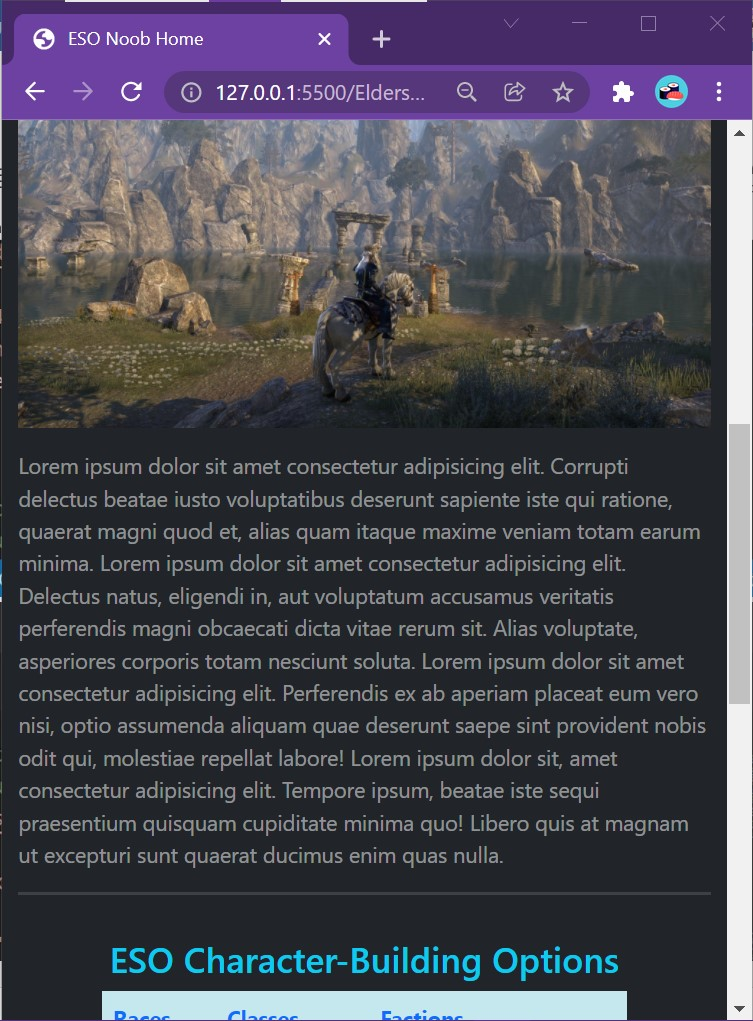 ESO Noob Home
127.0.0.1:5500/Elders...
Lorem ipsum dolor sit amet consectetur adipisicing elit. Corrupti
delectus beatae iusto voluptatibus deserunt sapiente iste qui ratione,
quaerat magni quod et, alias quam itaque maxime veniam totam earum
minima. Lorem ipsum dolor sit amet consectetur adipisicing elit.
Delectus natus, eligendi in, aut voluptatum accusamus veritatis
perferendis magni obcaecati dicta vitae rerum sit. Alias voluptate,
asperiores corporis totam nesciunt soluta. Lorem ipsum dolor sit amet
consectetur adipisicing elit. Perferendis ex ab aperiam placeat eum vero
nisi, optio assumenda aliquam quae deserunt saepe sint provident nobis
odit qui, molestiae repellat labore! Lorem ipsum dolor sit, amet
consectetur adipisicing elit. Tempore ipsum, beatae iste sequi
praesentium quisquam cupiditate minima quo! Libero quis at magnam
ut excepturi sunt quaerat ducimus enim quas nulla.
ESO Character-Building Options
Races Classes Factions